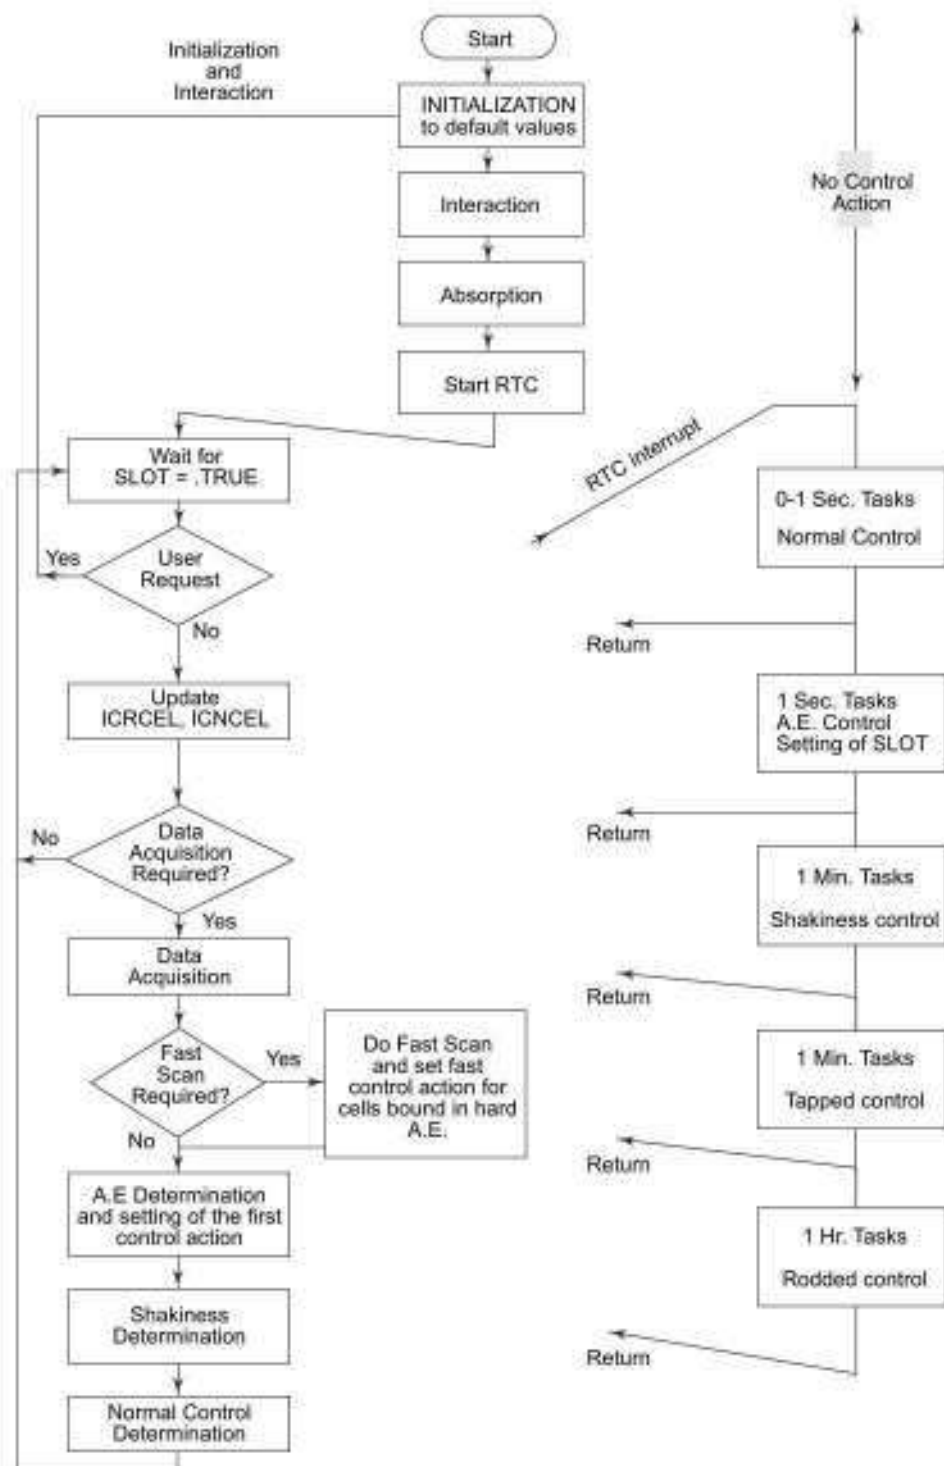 Start
Initialization
and
Interaction
INITIALIZATION
to default values
Interaction
Absorption
Start RTC
Wait for
SLOT = .TRUE.
Yes
User
Request
No
Update
ICRCEL, ICNCEL
No
Data
Acquisition
Required?
Yes
Data
Acquisition
Fast
Scan
Required?
Yes
No
Do Fast Scan
and set fast
control action for
cells bound in hard
A.E.
A.E Determination
and setting of the first
control action
Shakiness
Determination
Normal Control
Determination
No Control
Action
RTC interrupt
0-1 Sec. Tasks
Normal Control
Return
1 Sec. Tasks
A.E. Control
Setting of SLOT
Return
1 Min. Tasks
Shakiness control
Return
1 Min. Tasks
Tapped control
Return
1 Hr. Tasks
Rodded control
Return